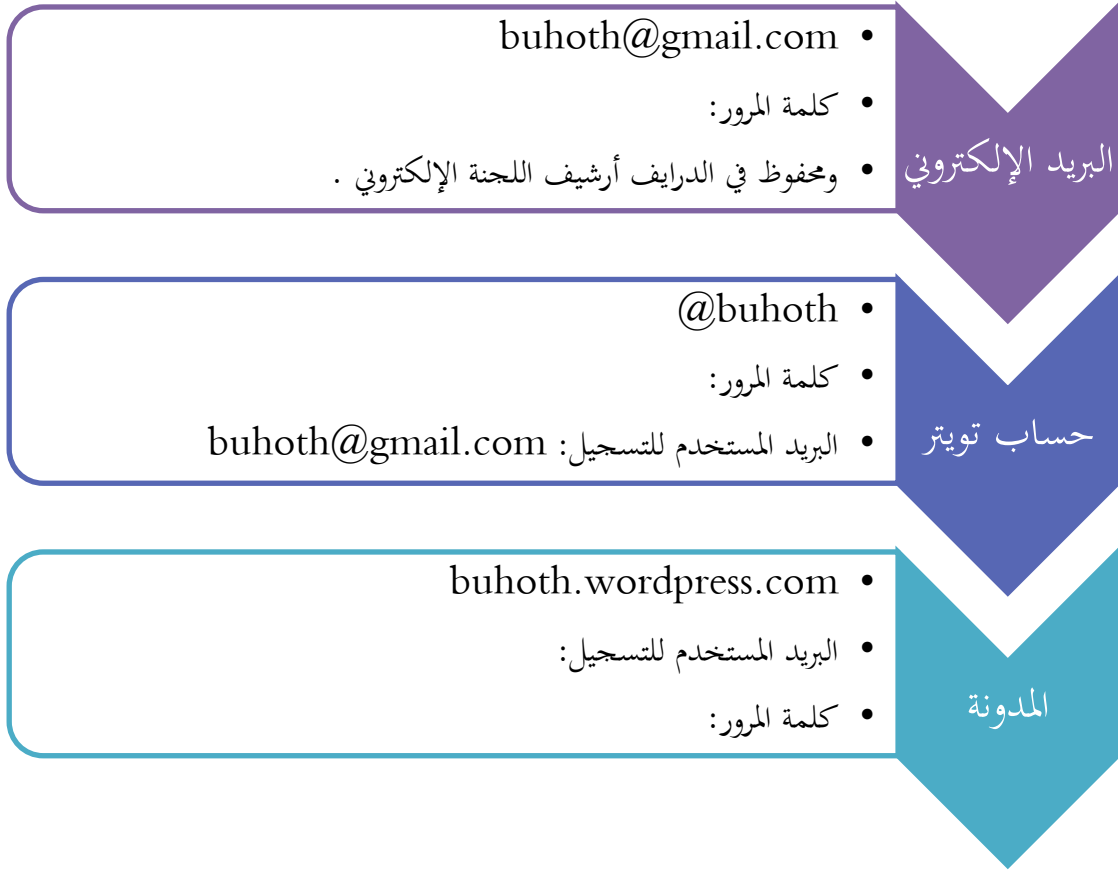 البريد الإلكتروني
• buhoth@gmail.com
• كلمة المرور:
• ومحفوظ في الدرايف أرشيف اللجنة الإلكتروني .
حساب تويتر
• @buhoth
• كلمة المرور:
• البريد المستخدم للتسجيل: buhoth@gmail.com
المدونة
• buhoth.wordpress.com
• البريد المستخدم للتسجيل:
• كلمة المرور: